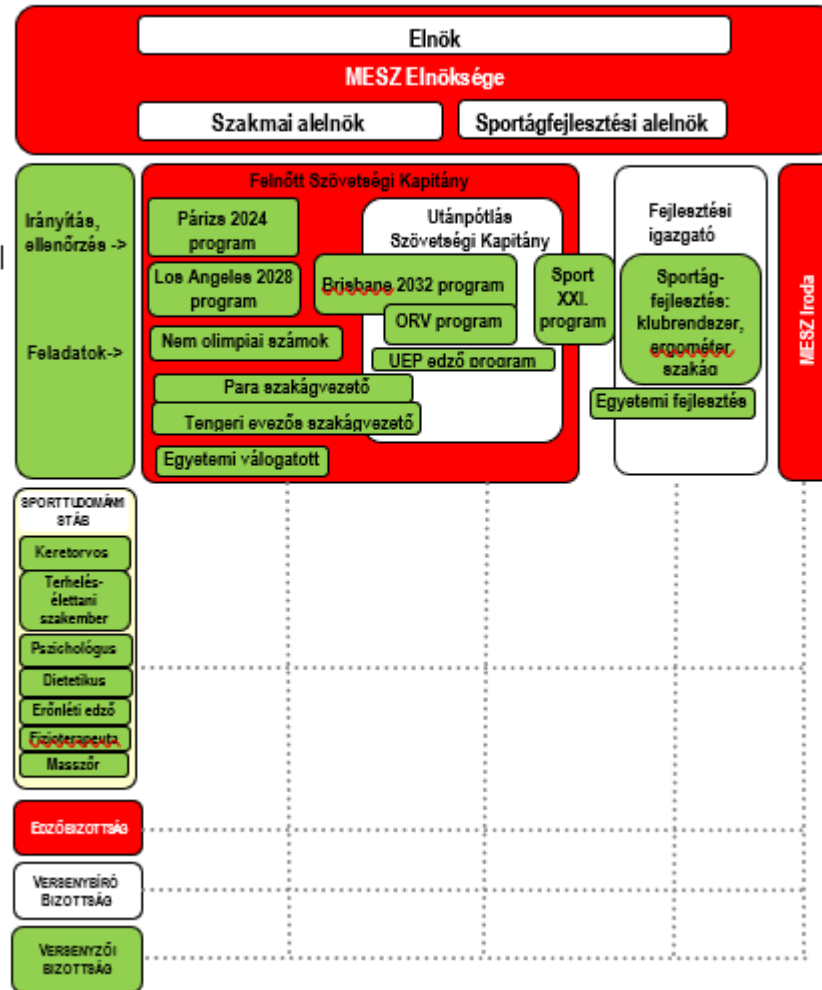 Elnök
MESZ Elnöksége
Szakmai alelnök
Sportágfejlesztési alelnök
Irányítás,
ellenőrzés ->
Feladatok->
Felnőtt Szövetségi Kapitány
Párizs 2024
program
Los Angeles 2028
program
Nem olimpiai számok
Para szakágvezető
Tengeri evezős szakágvezető
Egyetemi válogatott
Utánpótlás
Szövetségi Kapitány
Brisbane 2032 program
ORV program
UEP edző program
Sport
XXI.
program
Fejlesztési
igazgató
Sportág-
fejlesztés:
klubrendszer,
ergométer,
szakág
Egyetemi fejlesztés
MESZ Iroda
SPORTTUDOMÁNYI
STÁB
Keretorvos
Terhelés-
élettani
szakember
Pszichológus
Dietetikus
Erőnléti edző
Fizioterapeuta
Masszőr
EDZŐBIZOTTSÁG
VERSENYBÍRÓ
BIZOTTSÁG
VERSENYZŐI
BIZOTTSÁG